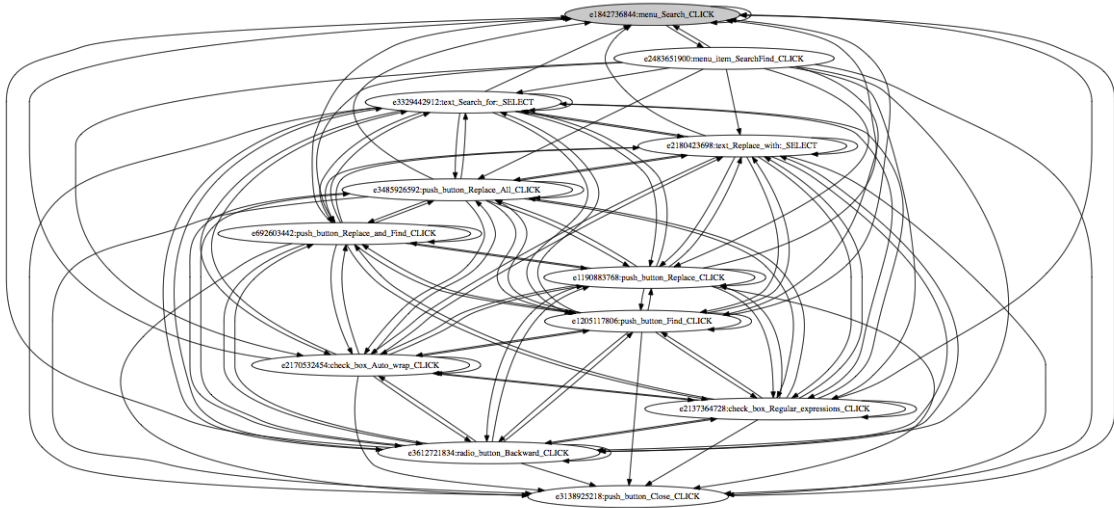 e1842736844:menu_Search_CLICK
e2483651900:menu_item_SearchFind_CLICK
e3329442912:text_Search_for:_SELECT
e2180423698:text_Replace_with:_SELECT
e3485926592:push_button_Replace_All_CLICK
e692603442:push_button_Replace_and_Find_CLICK
e1190883768:push_button_Replace_CLICK
e1205117806:push_button_Find_CLICK
e2170532454:check_box_Auto_wrap_CLICK
e2137364728:check_box_Regular_expressions_CLICK
e3612721834:radio_button_Backward_CLICK
e3138925218:push_button_Close_CLICK